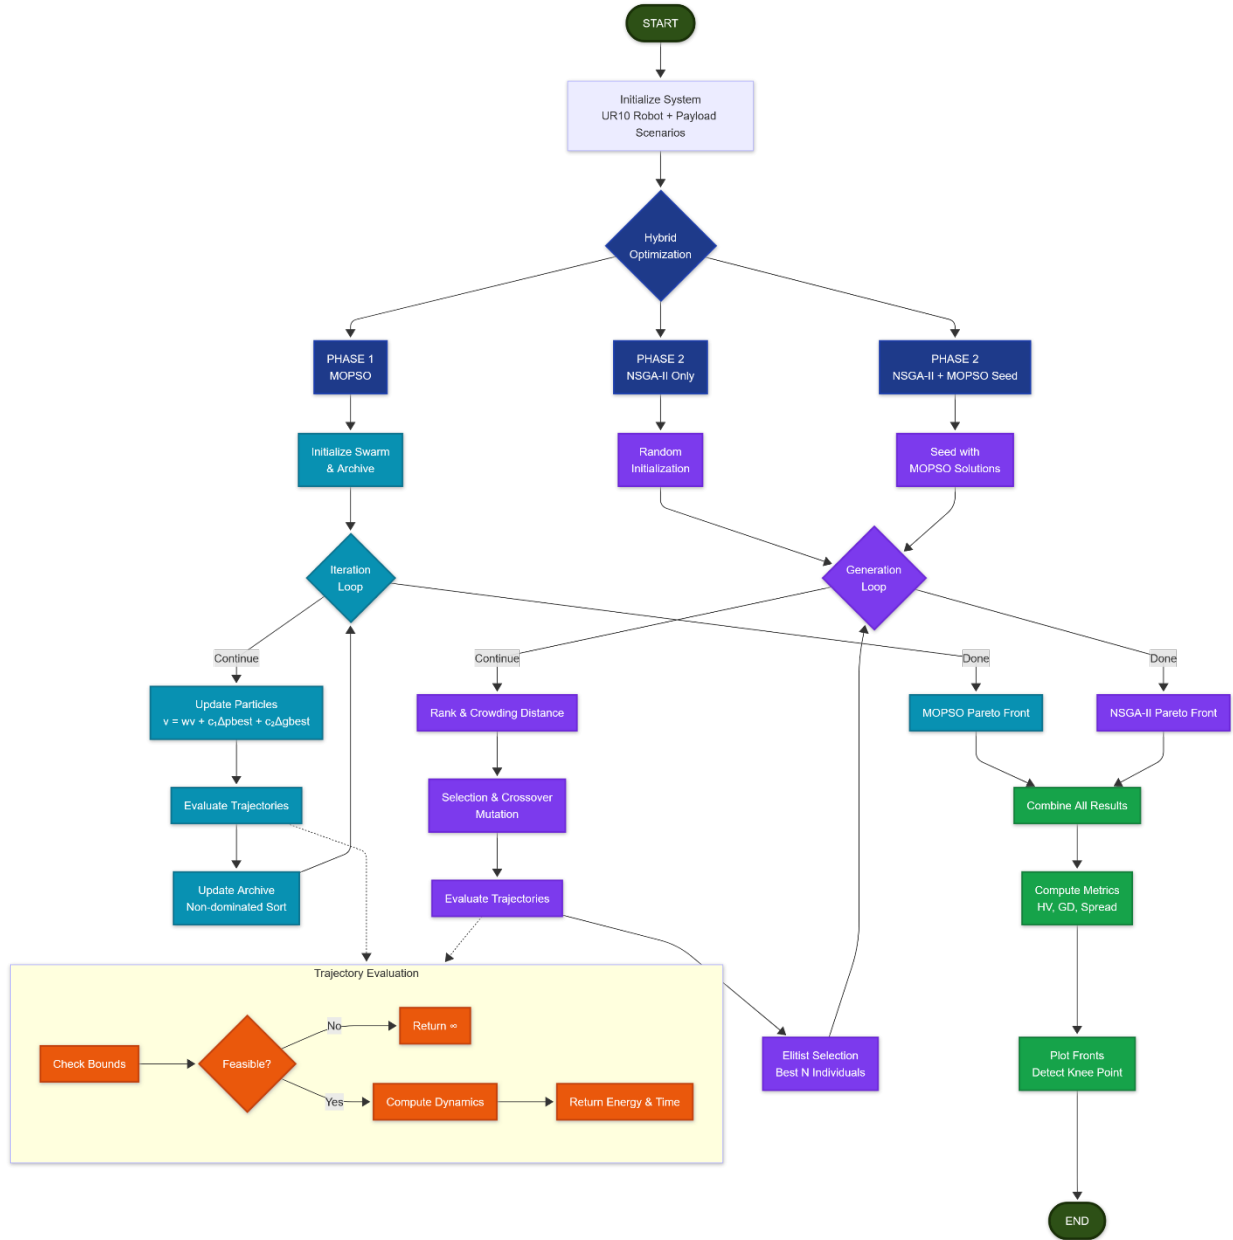 START
Initialize System
UR10 Robot + Payload
Scenarios
Hybrid
Optimization
PHASE 1
MOPSO
PHASE 2
NSGA-II Only
PHASE 2
NSGA-II + MOPSO Seed
Initialize Swarm
& Archive
Random
Initialization
Seed with
MOPSO Solutions
Iteration
Loop
Generation
Loop
Continue
Continue
Done
Done
Update Particles
v = wv + c₁Δpbest + c₂Δgbest
Rank & Crowding Distance
MOPSO Pareto Front
NSGA-II Pareto Front
Evaluate Trajectories
Selection & Crossover
Mutation
Combine All Results
Update Archive
Non-dominated Sort
Evaluate Trajectories
Compute Metrics
HV, GD, Spread
Trajectory Evaluation
Check Bounds
Feasible?
No
Return ∞
Yes
Compute Dynamics
Return Energy & Time
Elitist Selection
Best N Individuals
Plot Fronts
Detect Knee Point
END